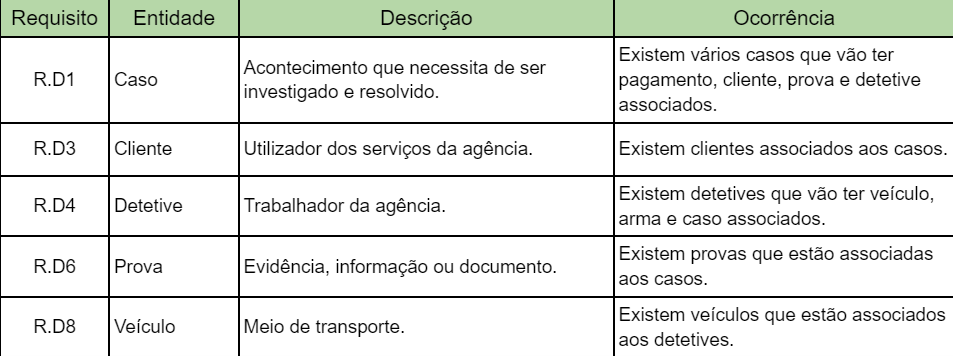 Requisito Entidade Descrição Ocorrência
R.D1 Caso Acontecimento que necessita de ser investigado e resolvido. Existem vários casos que vão ter pagamento, cliente, prova e detetive associados.
R.D3 Cliente Utilizador dos serviços da agência. Existem clientes associados aos casos.
R.D4 Detetive Trabalhador da agência. Existem detetives que vão ter veículo, arma e caso associados.
R.D6 Prova Evidência, informação ou documento. Existem provas que estão associadas aos casos.
R.D8 Veículo Meio de transporte. Existem veículos que estão associados aos detetives.